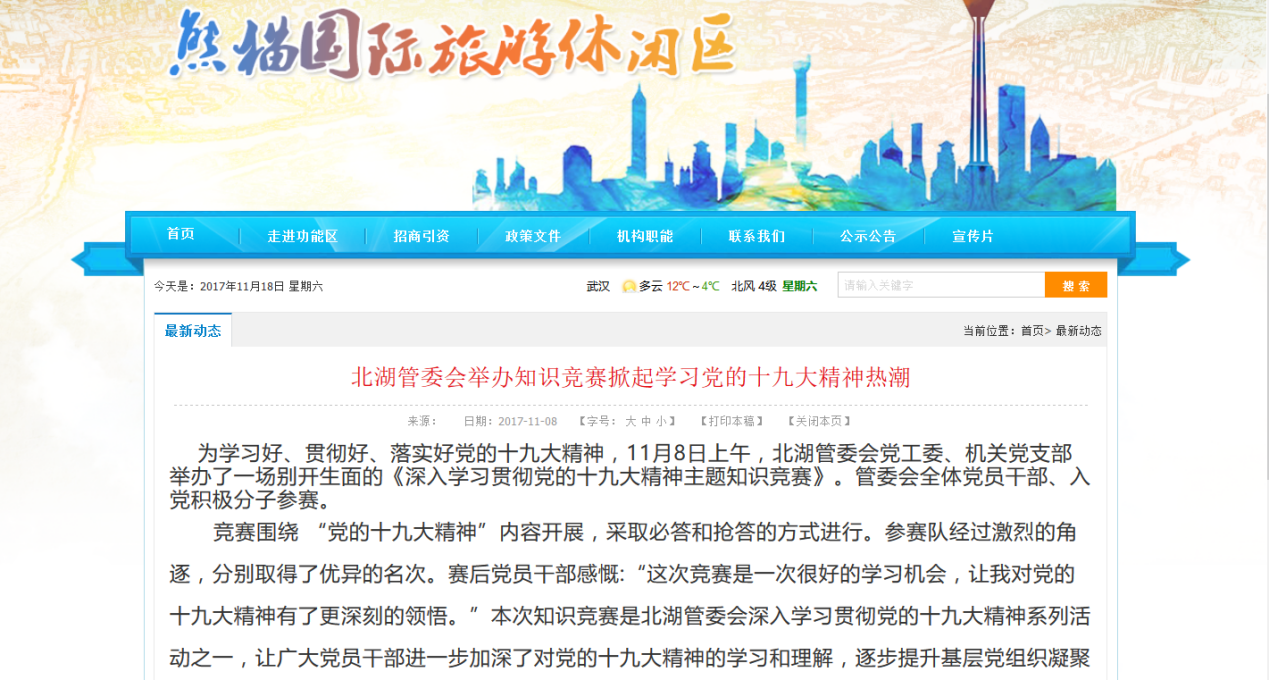 熊猫国际旅游休闲区
首页 走进功能区 招商引资 政策文件 机构职能 联系我们 公示公告 宣传片
今天是：2017年11月18日 星期六 武汉 多云 12℃～4℃ 北风 4级 星期六 请输入关键字 搜 索
最新动态 当前位置：首页> 最新动态
北湖管委会举办知识竞赛掀起学习党的十九大精神热潮
来源： 日期：2017-11-08 【字号： 大 中 小】 【打印本稿】 【关闭本页】
为学习好、贯彻好、落实好党的十九大精神，11月8日上午，北湖管委会党工委、机关党支部
举办了一场别开生面的《深入学习贯彻党的十九大精神主题知识竞赛》。管委会全体党员干部、入
党积极分子参赛。
竞赛围绕 “党的十九大精神”内容开展，采取必答和抢答的方式进行。参赛队经过激烈的角
逐，分别取得了优异的名次。赛后党员干部感慨:“这次竞赛是一次很好的学习机会，让我对党的
十九大精神有了更深刻的领悟。”本次知识竞赛是北湖管委会深入学习贯彻党的十九大精神系列活
动之一，让广大党员干部进一步加深了对党的十九大精神的学习和理解，逐步提升基层党组织凝聚